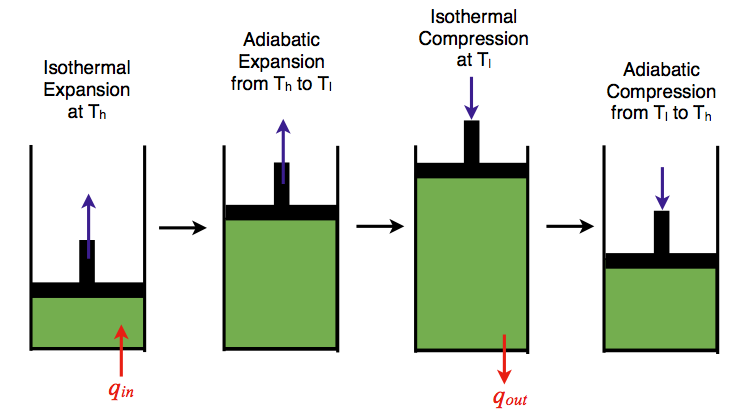 Isothermal
Expansion
at Th
qin
Adiabatic
Expansion
from Th to Tl
Isothermal
Compression
at Tl
qout
Adiabatic
Compression
from Tl to Th